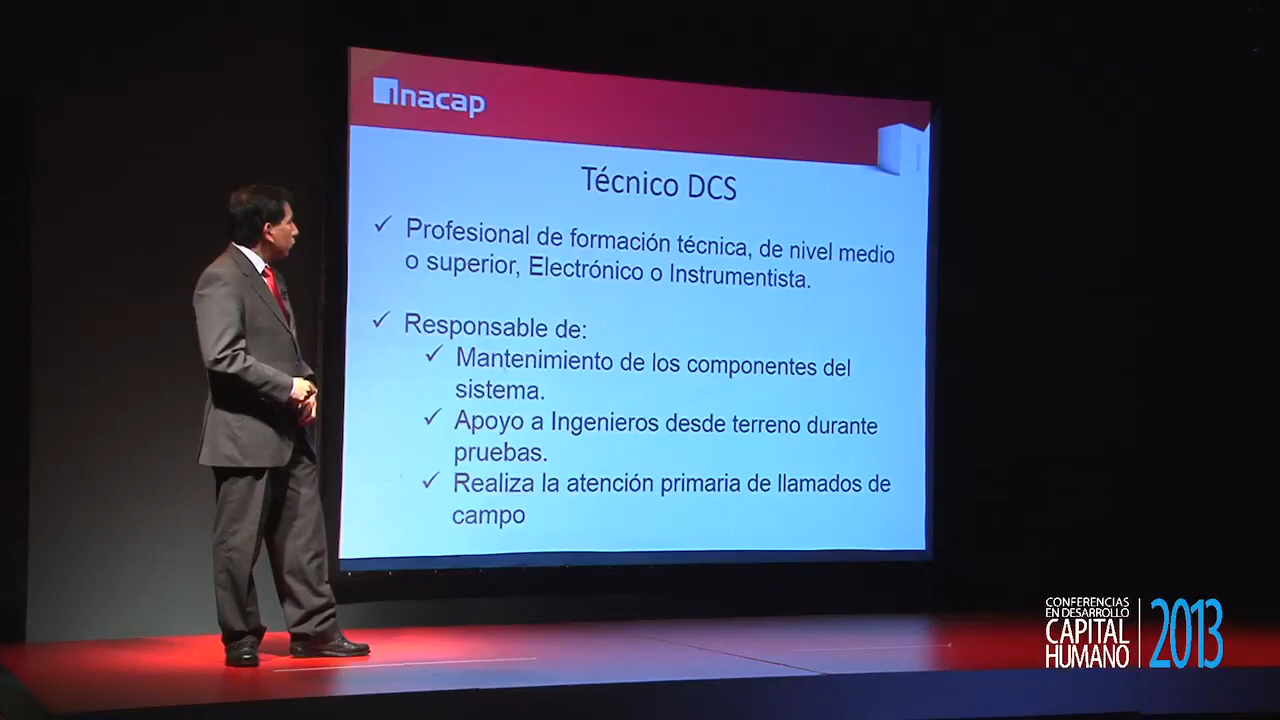 Inacap
Técnico DCS
✓ Profesional de formación técnica, de nivel medio
o superior, Electrónico o Instrumentista.
✓ Responsable de:
✓ Mantenimiento de los componentes del
sistema.
✓ Apoyo a Ingenieros desde terreno durante
pruebas.
✓ Realiza la atención primaria de llamados de
campo
CONFERENCIAS
EN DESARROLLO
CAPITAL
HUMANO
2013